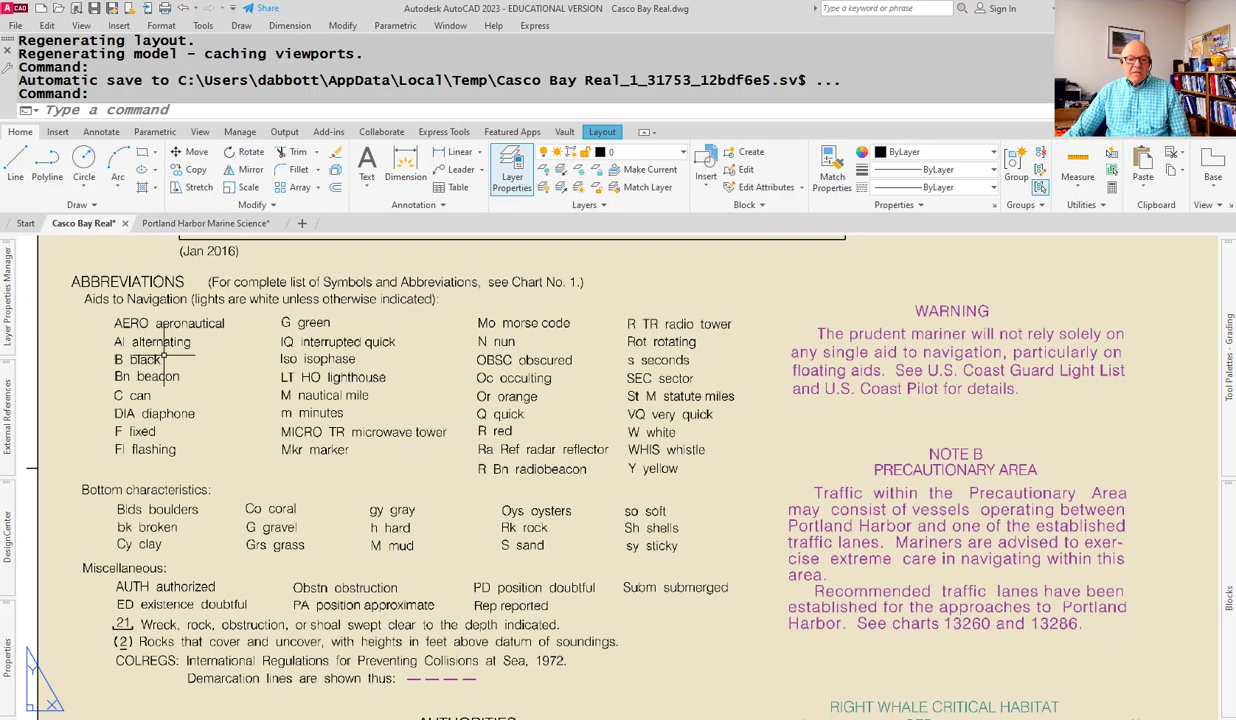 Share
Autodesk AutoCAD 2023 - EDUCATIONAL VERSION Casco Bay Real.dwg
Type a keyword or phrase
Sign In
File Edit View Insert Format Tools Draw Dimension Modify Parametric Window Help Express
Regenerating layout.
Regenerating model - caching viewports.
Command:
Automatic save to C:\Users\dabbott\AppData\Local\Temp\Casco Bay Real_1_31753_12bdf6e5.sv$ ...
Command:
Type a command
Home Insert Annotate Parametric View Manage Output Add-ins Collaborate Express Tools Featured Apps Vault Layout
Line Polyline Circle Arc
Move Rotate Trim
Copy Mirror Fillet
Stretch Scale Array
Text Dimension
Linear
Leader
Table
Layer Properties
0
Make Current
Match Layer
Insert
Create
Edit
Edit Attributes
Match Properties
ByLayer
ByLayer
ByLayer
Group
Measure
Paste
Base
Draw Modify Annotation Layers Block Properties Groups Utilities Clipboard View
Start Casco Bay Real* Portland Harbor Marine Science*
Layer Properties Manager
External References
DesignCenter
Properties
Tool Palettes - Grading
Blocks
(Jan 2016)
ABBREVIATIONS (For complete list of Symbols and Abbreviations, see Chart No. 1.)
Aids to Navigation (lights are white unless otherwise indicated):
AERO aeronautical G green Mo morse code R TR radio tower
Al alternating IQ interrupted quick N nun Rot rotating
B black Iso isophase OBSC obscured s seconds
Bn beacon LT HO lighthouse Oc occulting SEC sector
C can M nautical mile Or orange St M statute miles
DIA diaphone m minutes Q quick VQ very quick
F fixed MICRO TR microwave tower R red W white
Fl flashing Mkr marker Ra Ref radar reflector WHIS whistle
R Bn radiobeacon Y yellow
Bottom characteristics:
Blds boulders Co coral gy gray Oys oysters so soft
bk broken G gravel h hard Rk rock Sh shells
Cy clay Grs grass M mud S sand sy sticky
Miscellaneous:
AUTH authorized Obstn obstruction PD position doubtful Subm submerged
ED existence doubtful PA position approximate Rep reported
21 Wreck, rock, obstruction, or shoal swept clear to the depth indicated.
(2) Rocks that cover and uncover, with heights in feet above datum of soundings.
COLREGS: International Regulations for Preventing Collisions at Sea, 1972.
Demarcation lines are shown thus:
AUTHORITIES
WARNING
The prudent mariner will not rely solely on
any single aid to navigation, particularly on
floating aids. See U.S. Coast Guard Light List
and U.S. Coast Pilot for details.
NOTE B
PRECAUTIONARY AREA
Traffic within the Precautionary Area
may consist of vessels operating between
Portland Harbor and one of the established
traffic lanes. Mariners are advised to exer-
cise extreme care in navigating within this
area.
Recommended traffic lanes have been
established for the approaches to Portland
Harbor. See charts 13260 and 13286.
RIGHT WHALE CRITICAL HABITAT
Y
X